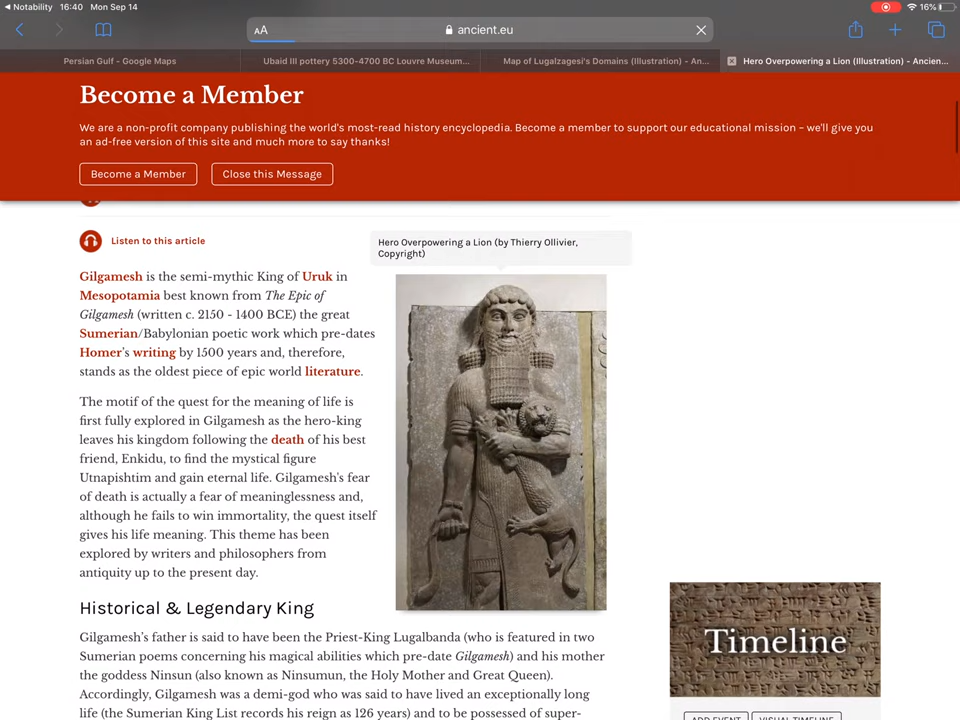 Notability 16:40 Mon Sep 14 16%
AA ancient.eu
Persian Gulf - Google Maps
Ubaid III pottery 5300-4700 BC Louvre Museum...
Map of Lugalzagesi's Domains (Illustration) - An...
Hero Overpowering a Lion (Illustration) - Ancien...
Become a Member
We are a non-profit company publishing the world's most-read history encyclopedia. Become a member to support our educational mission – we'll give you
an ad-free version of this site and much more to say thanks!
Become a Member
Close this Message
Listen to this article
Hero Overpowering a Lion (by Thierry Ollivier,
Copyright)
Gilgamesh is the semi-mythic King of Uruk in
Mesopotamia best known from The Epic of
Gilgamesh (written c. 2150 - 1400 BCE) the great
Sumerian/Babylonian poetic work which pre-dates
Homer's writing by 1500 years and, therefore,
stands as the oldest piece of epic world literature.
The motif of the quest for the meaning of life is
first fully explored in Gilgamesh as the hero-king
leaves his kingdom following the death of his best
friend, Enkidu, to find the mystical figure
Utnapishtim and gain eternal life. Gilgamesh's fear
of death is actually a fear of meaninglessness and,
although he fails to win immortality, the quest itself
gives his life meaning. This theme has been
explored by writers and philosophers from
antiquity up to the present day.
Historical & Legendary King
Gilgamesh's father is said to have been the Priest-King Lugalbanda (who is featured in two
Sumerian poems concerning his magical abilities which pre-date Gilgamesh) and his mother
the goddess Ninsun (also known as Ninsumun, the Holy Mother and Great Queen).
Accordingly, Gilgamesh was a demi-god who was said to have lived an exceptionally long
life (the Sumerian King List records his reign as 126 years) and to be possessed of super-
Timeline
ADD EVENT
VISUAL TIMELINE